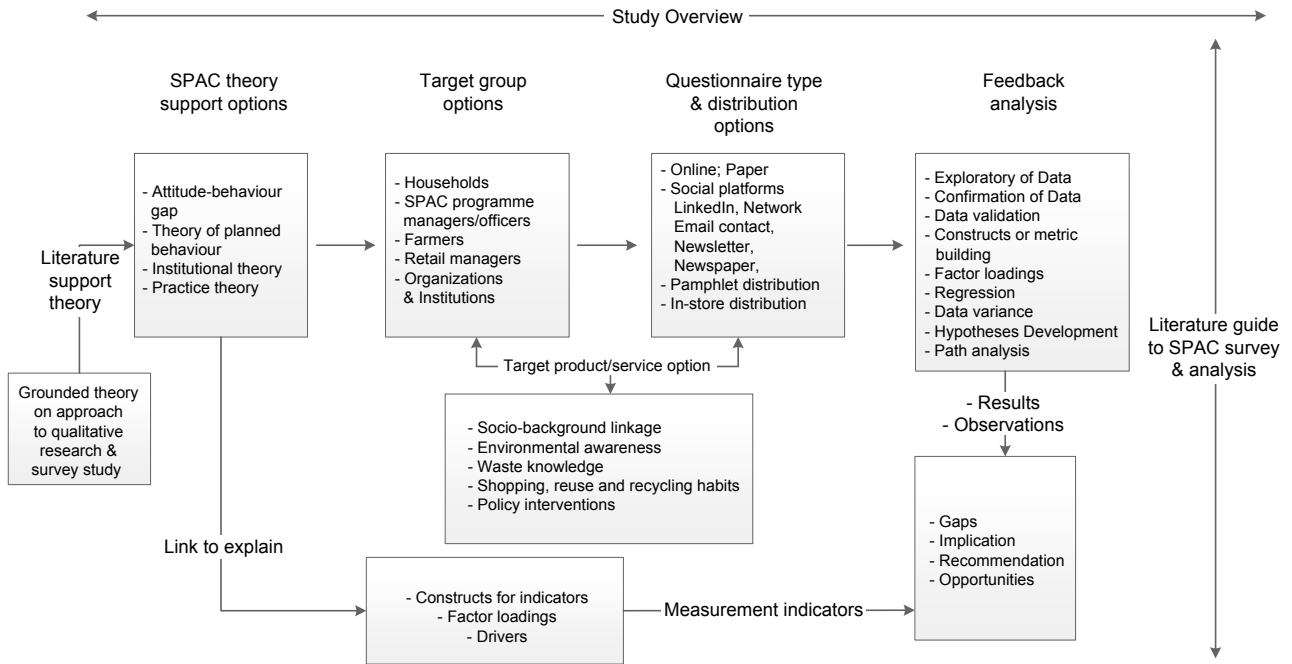 Study Overview
SPAC theory
support options
Target group
options
Questionnaire type
& distribution
options
Feedback
analysis
- Attitude-behaviour
gap
- Theory of planned
behaviour
- Institutional theory
- Practice theory
- Households
- SPAC programme
managers/officers
- Farmers
- Retail managers
- Organizations
& Institutions
- Online; Paper
- Social platforms
LinkedIn, Network
Email contact,
Newsletter,
Newspaper,
- Pamphlet distribution
- In-store distribution
- Exploratory of Data
- Confirmation of Data
- Data validation
- Constructs or metric
building
- Factor loadings
- Regression
- Data variance
- Hypotheses Development
- Path analysis
Literature
support
theory
Literature guide
to SPAC survey
& analysis
Target product/service option
Grounded theory
on approach
to qualitative
research &
survey study
- Socio-background linkage
- Environmental awareness
- Waste knowledge
- Shopping, reuse and recycling habits
- Policy interventions
- Results
- Observations
- Gaps
- Implication
- Recommendation
- Opportunities
Link to explain
- Constructs for indicators
- Factor loadings
- Drivers
Measurement indicators